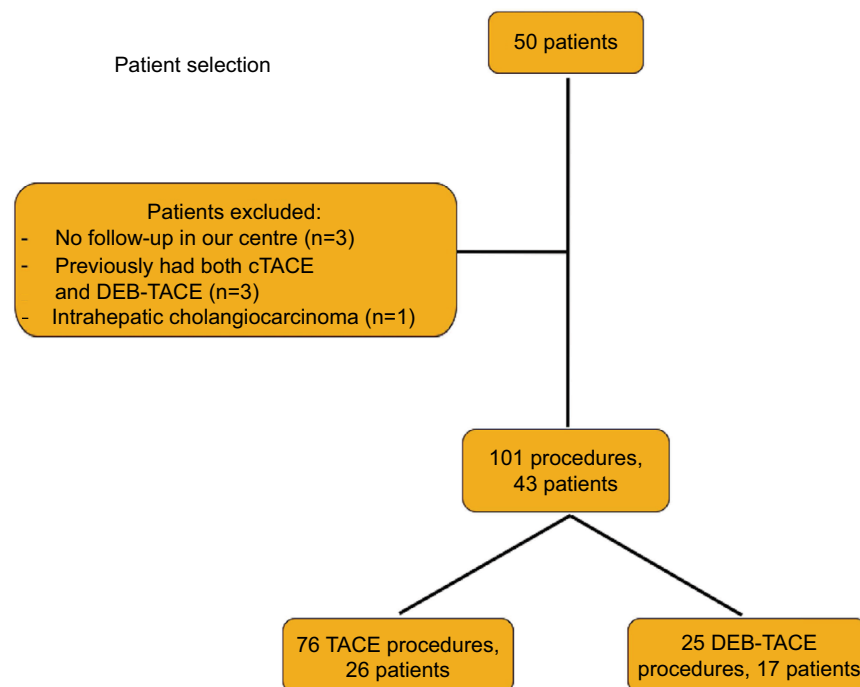 50 patients
Patient selection
Patients excluded:
- No follow-up in our centre (n=3)
- Previously had both cTACE
and DEB-TACE (n=3)
- Intrahepatic cholangiocarcinoma (n=1)
101 procedures,
43 patients
76 TACE procedures,
26 patients
25 DEB-TACE
procedures, 17 patients